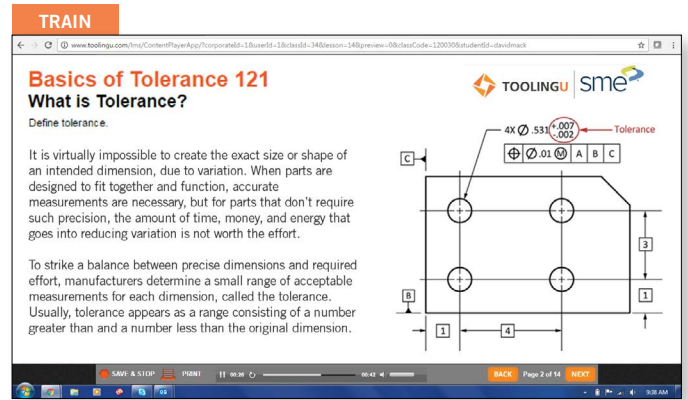 TRAIN
www.toolingu.com/lms/ContentPlayerApp/?corporateId=1&userId=1&classId=34&lesson=14&preview=0&classCode=120030&studentId=davidmack
Basics of Tolerance 121
TOOLINGU sme
What is Tolerance?
Define tolerance.
4X Ø .531 +.007 -.002 Tolerance
⌖ Ø .01 Ⓜ A B C
C
It is virtually impossible to create the exact size or shape of
an intended dimension, due to variation. When parts are
designed to fit together and function, accurate
measurements are necessary, but for parts that don't require
such precision, the amount of time, money, and energy that
goes into reducing variation is not worth the effort.
3
To strike a balance between precise dimensions and required
effort, manufacturers determine a small range of acceptable
measurements for each dimension, called the tolerance.
Usually, tolerance appears as a range consisting of a number
greater than and a number less than the original dimension.
B
1
1
4
SAVE & STOP PRINT 00:26 00:42 BACK Page 2 of 14 NEXT
9:28 AM